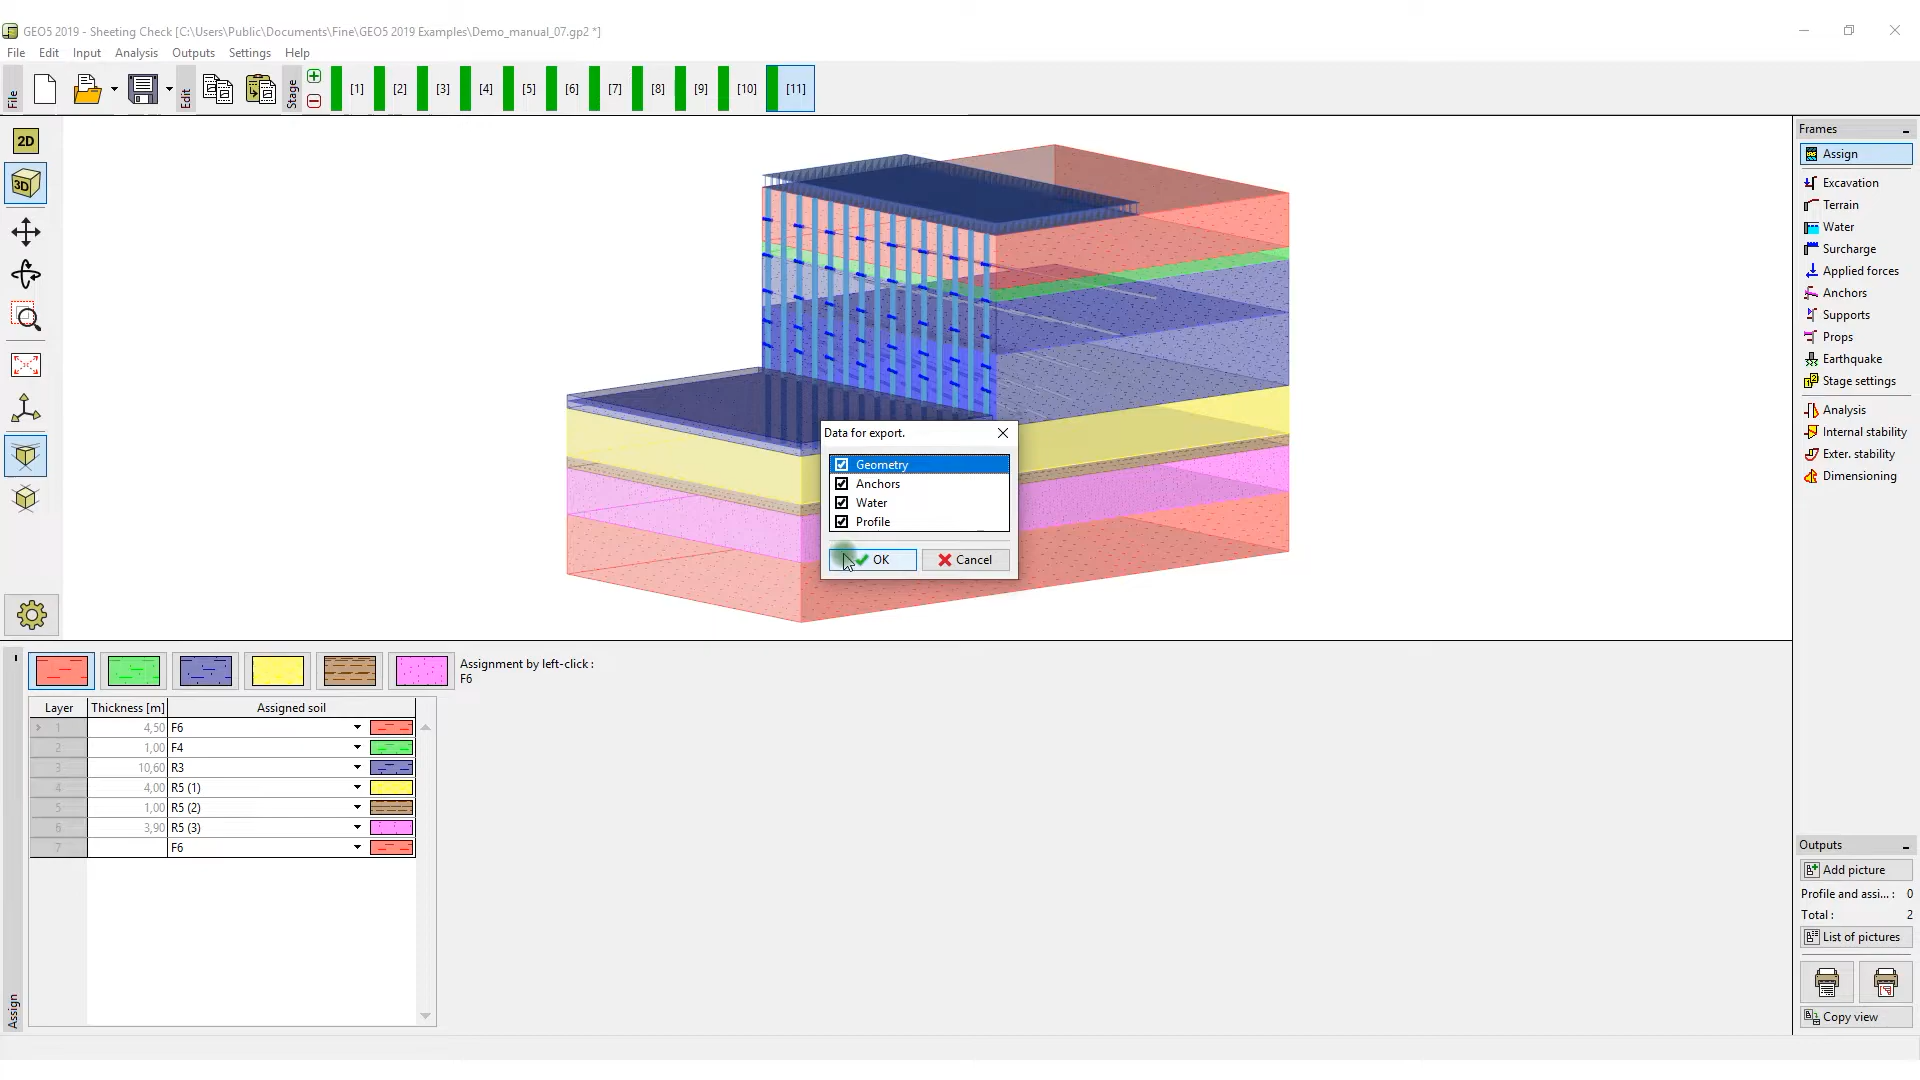 GEO5 2019 - Sheeting Check [C:\Users\Public\Documents\Fine\GEO5 2019 Examples\Demo_manual_07.gp2 *]
File Edit Input Analysis Outputs Settings Help
File
Edit
Stage
[1] [2] [3] [4] [5] [6] [7] [8] [9] [10] [11]
2D
3D
Frames
Assign
Excavation
Terrain
Water
Surcharge
Applied forces
Anchors
Supports
Props
Earthquake
Stage settings
Analysis
Internal stability
Exter. stability
Dimensioning
Data for export.
Geometry
Anchors
Water
Profile
OK Cancel
Assignment by left-click :
F6
Layer Thickness [m] Assigned soil
1 4,50 F6
2 1,00 F4
3 10,60 R3
4 4,00 R5 (1)
5 1,00 R5 (2)
6 3,90 R5 (3)
7 F6
Assign
Outputs
Add picture
Profile and assi... : 0
Total : 2
List of pictures
Copy view